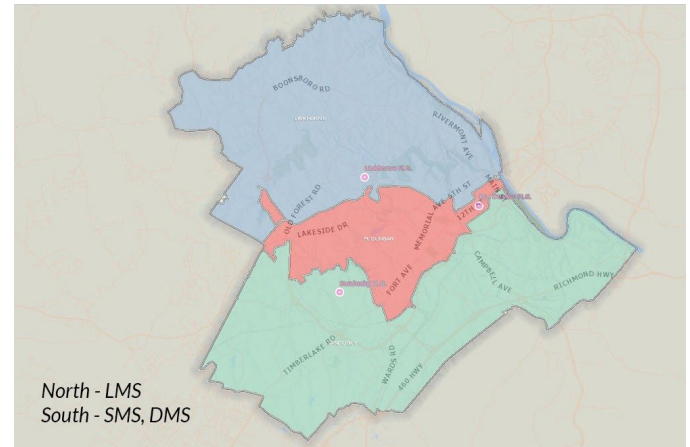 BOONSBORO RD
RIVERMONT AVE
OLD FOREST RD
LAKESIDE DR
MEMORIAL AVE
5TH ST
MAIN
12TH
FORT AVE
CAMPBELL AVE
RICHMOND HWY
TIMBERLAKE RD
WARDS RD
460 HWY
North - LMS
South - SMS, DMS